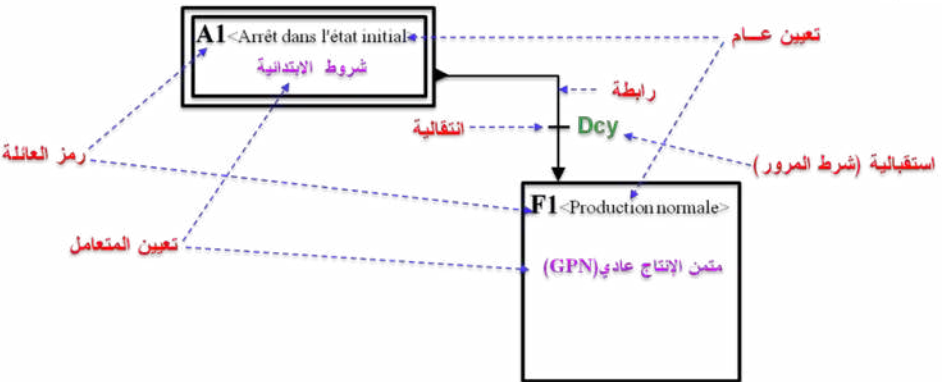 A1<Arrêt dans l'état initial>
تعيين عـــام
شروط الابتدائية
رابطة
انتقالية
Dcy
رمز العائلة
استقبالية (شرط المرور)
F1<Production normale>
تعيين المتعامل
متمن الإنتاج عادي(GPN)